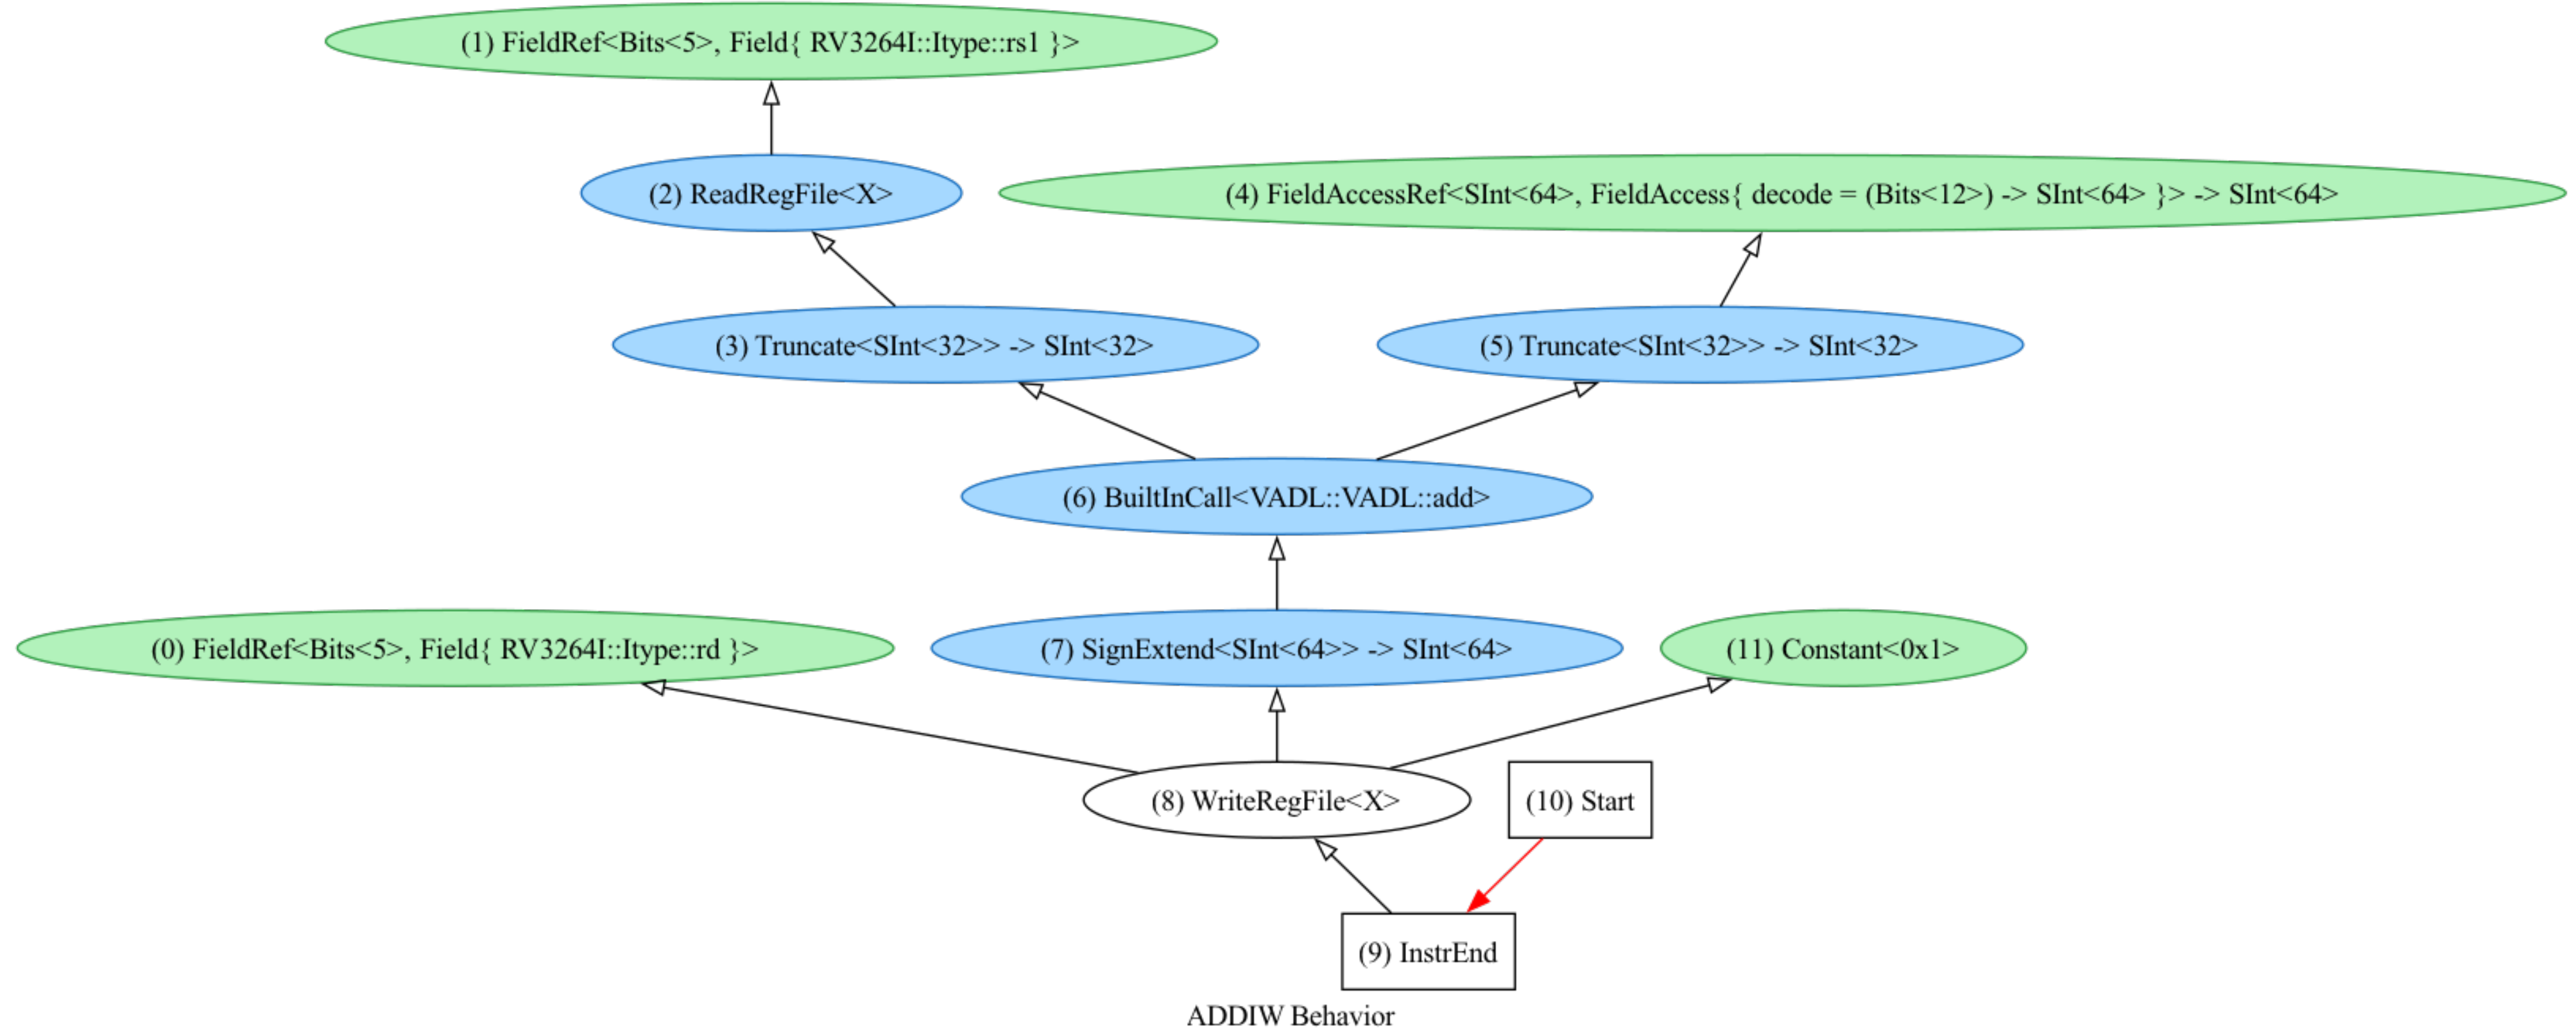 (1) FieldRef<Bits<5>, Field{ RV3264I::Itype::rs1 }>
(2) ReadRegFile<X>
(4) FieldAccessRef<SInt<64>, FieldAccess{ decode = (Bits<12>) -> SInt<64> }> -> SInt<64>
(3) Truncate<SInt<32>> -> SInt<32>
(5) Truncate<SInt<32>> -> SInt<32>
(6) BuiltInCall<VADL::VADL::add>
(0) FieldRef<Bits<5>, Field{ RV3264I::Itype::rd }>
(7) SignExtend<SInt<64>> -> SInt<64>
(11) Constant<0x1>
(8) WriteRegFile<X>
(10) Start
(9) InstrEnd
ADDIW Behavior